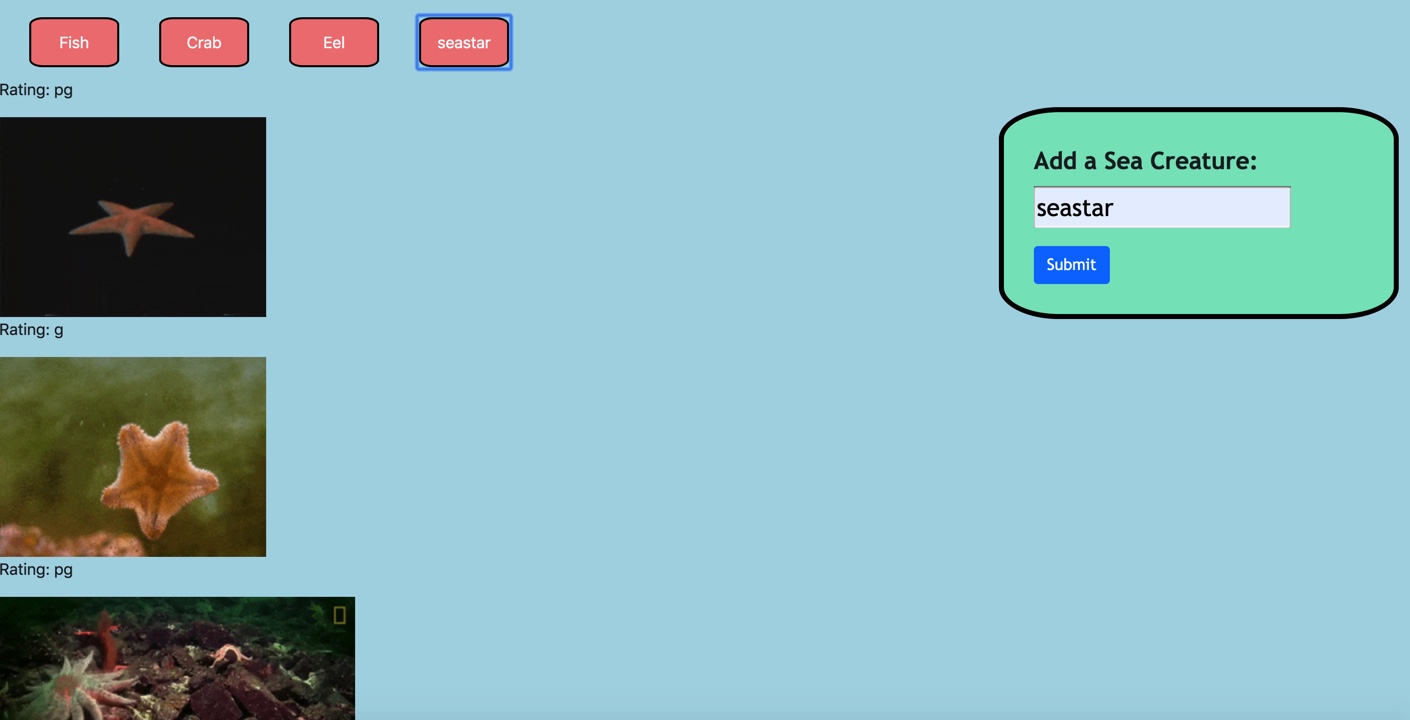 Fish Crab Eel seastar
Rating: pg
Add a Sea Creature:
seastar
Submit
Rating: g
Rating: pg